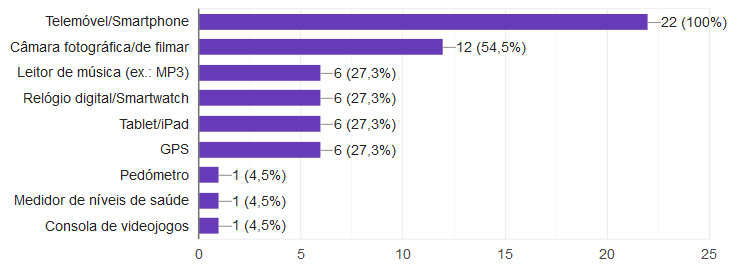 Telemóvel/Smartphone 22 (100%)
Câmara fotográfica/de filmar 12 (54,5%)
Leitor de música (ex.: MP3) 6 (27,3%)
Relógio digital/Smartwatch 6 (27,3%)
Tablet/iPad 6 (27,3%)
GPS 6 (27,3%)
Pedómetro 1 (4,5%)
Medidor de níveis de saúde 1 (4,5%)
Consola de videojogos 1 (4,5%)
0 5 10 15 20 25